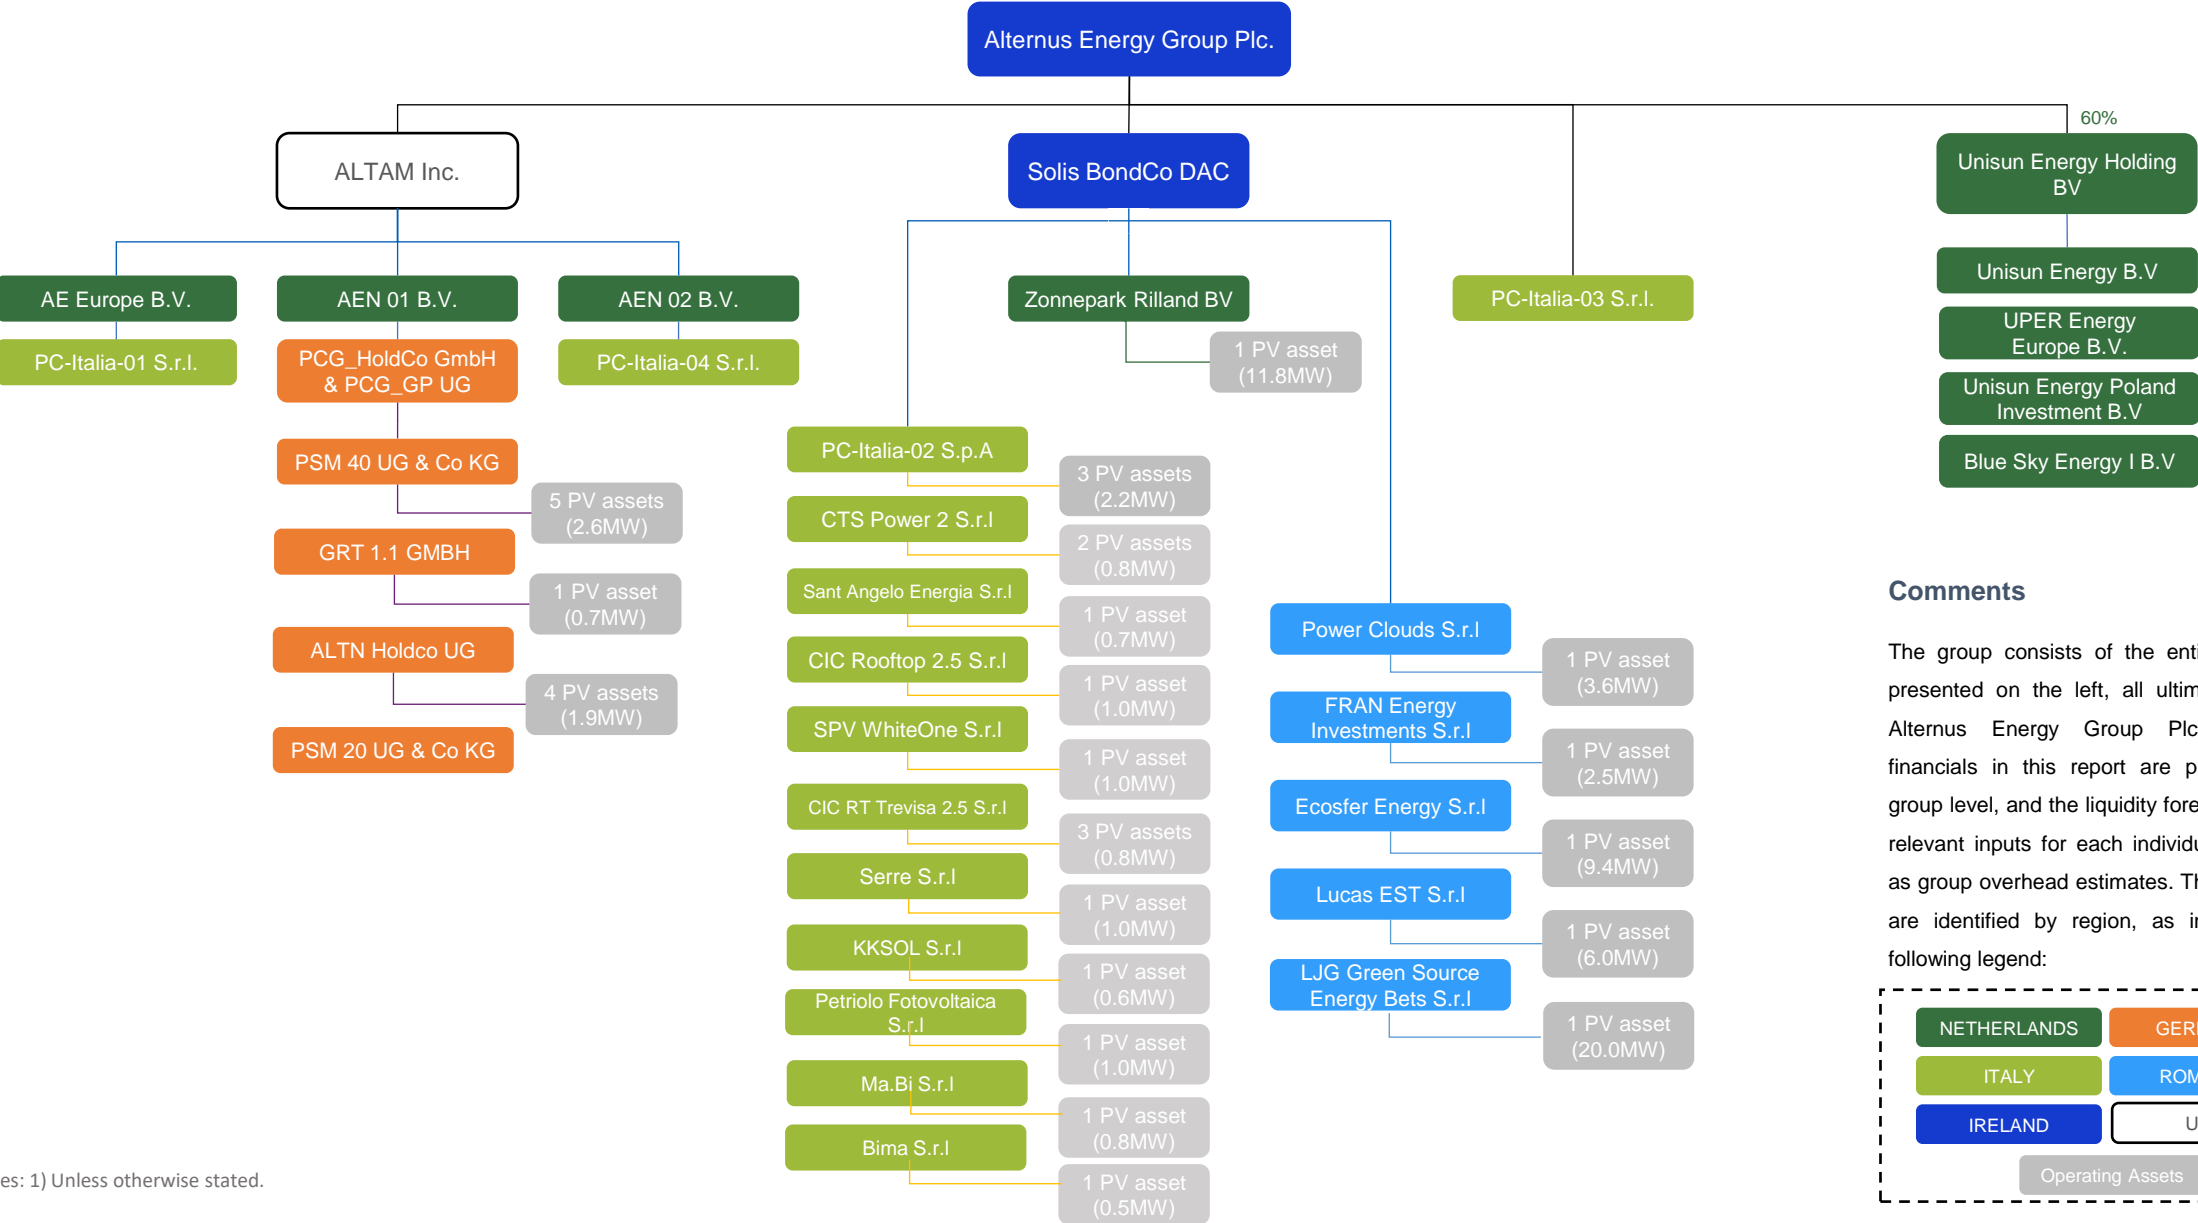 Alternus Energy Group Plc.
60%
ALTAM Inc.
Solis BondCo DAC
Unisun Energy Holding
BV
AE Europe B.V.
AEN 01 B.V.
AEN 02 B.V.
Zonnepark Rilland BV
PC-Italia-03 S.r.l.
Unisun Energy B.V
PC-Italia-01 S.r.l.
PCG_HoldCo GmbH
& PCG_GP UG
PC-Italia-04 S.r.l.
1 PV asset
(11.8MW)
UPER Energy
Europe B.V.
Unisun Energy Poland
Investment B.V
Blue Sky Energy I B.V
PSM 40 UG & Co KG
5 PV assets
(2.6MW)
GRT 1.1 GMBH
1 PV asset
(0.7MW)
ALTN Holdco UG
4 PV assets
(1.9MW)
PSM 20 UG & Co KG
PC-Italia-02 S.p.A
3 PV assets
(2.2MW)
CTS Power 2 S.r.l
2 PV assets
(0.8MW)
Sant Angelo Energia S.r.l
1 PV asset
(0.7MW)
CIC Rooftop 2.5 S.r.l
1 PV asset
(1.0MW)
SPV WhiteOne S.r.l
1 PV asset
(1.0MW)
CIC RT Trevisa 2.5 S.r.l
3 PV assets
(0.8MW)
Serre S.r.l
1 PV asset
(1.0MW)
KKSOL S.r.l
1 PV asset
(0.6MW)
Petriolo Fotovoltaica
S.r.l
1 PV asset
(1.0MW)
Ma.Bi S.r.l
1 PV asset
(0.8MW)
Bima S.r.l
1 PV asset
(0.5MW)
Power Clouds S.r.l
1 PV asset
(3.6MW)
FRAN Energy
Investments S.r.l
1 PV asset
(2.5MW)
Ecosfer Energy S.r.l
1 PV asset
(9.4MW)
Lucas EST S.r.l
1 PV asset
(6.0MW)
LJG Green Source
Energy Bets S.r.l
1 PV asset
(20.0MW)
Comments
The group consists of the
presented on the left, all
Alternus Energy Group
financials in this report are
group level, and the liquidity
relevant inputs for each
as group overhead estimates.
are identified by region, as
following legend:
NETHERLANDS
ITALY
IRELAND
Operating Assets
1) Unless otherwise stated.